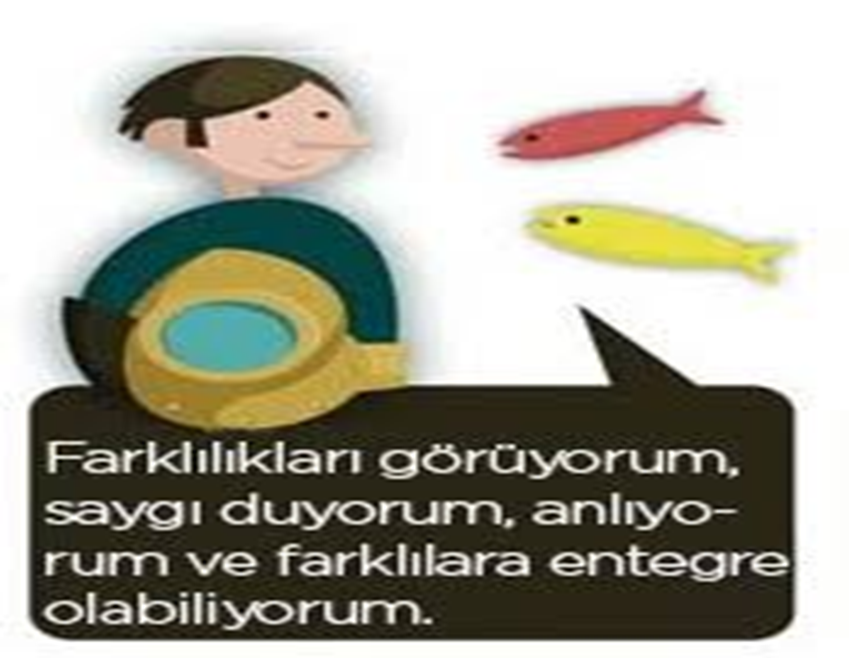 Farklılıkları görüyorum,
saygı duyorum, anlıyo-
rum ve farklılara entegre
olabiliyorum.